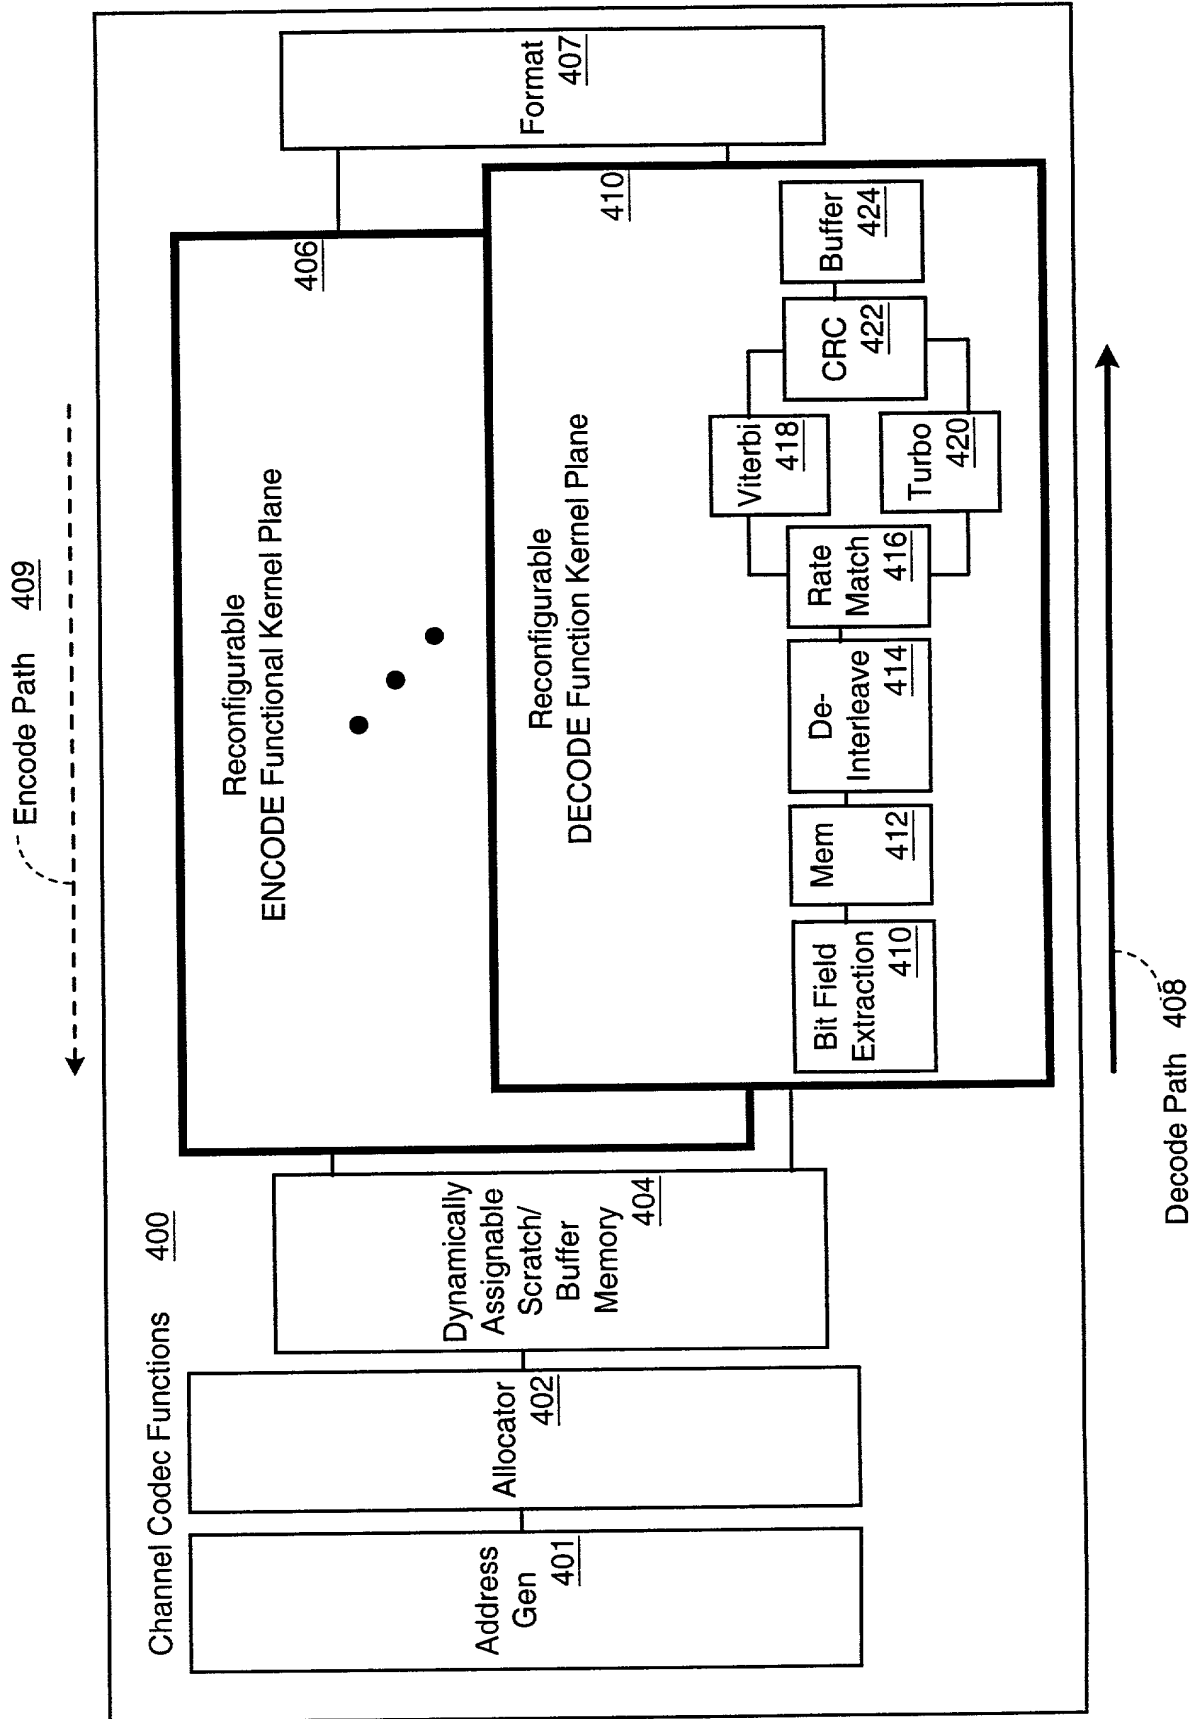 Encode Path 409
Channel Codec Functions 400
Address
Gen
401
Allocator
402
Dynamically
Assignable
Scratch/
Buffer
Memory
404
Reconfigurable
ENCODE Functional Kernel Plane
406
Reconfigurable
DECODE Function Kernel Plane
410
Bit Field
Extraction
410
Mem
412
De-
Interleave
414
Rate
Match
416
Viterbi
418
Turbo
420
CRC
422
Buffer
424
Format
407
Decode Path 408